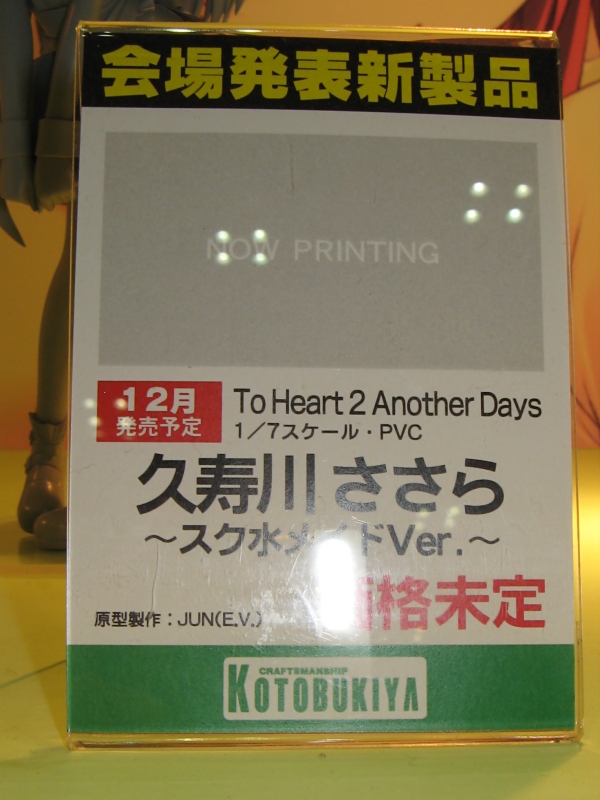 会場発表新製品
NOW PRINTING
12月
発売予定
To Heart 2 Another Days
1／7スケール・PVC
久寿川ささら
～スク水メイドVer.～
価格未定
原型製作：JUN(E.V.)
CRAFTSMANSHIP
KOTOBUKIYA